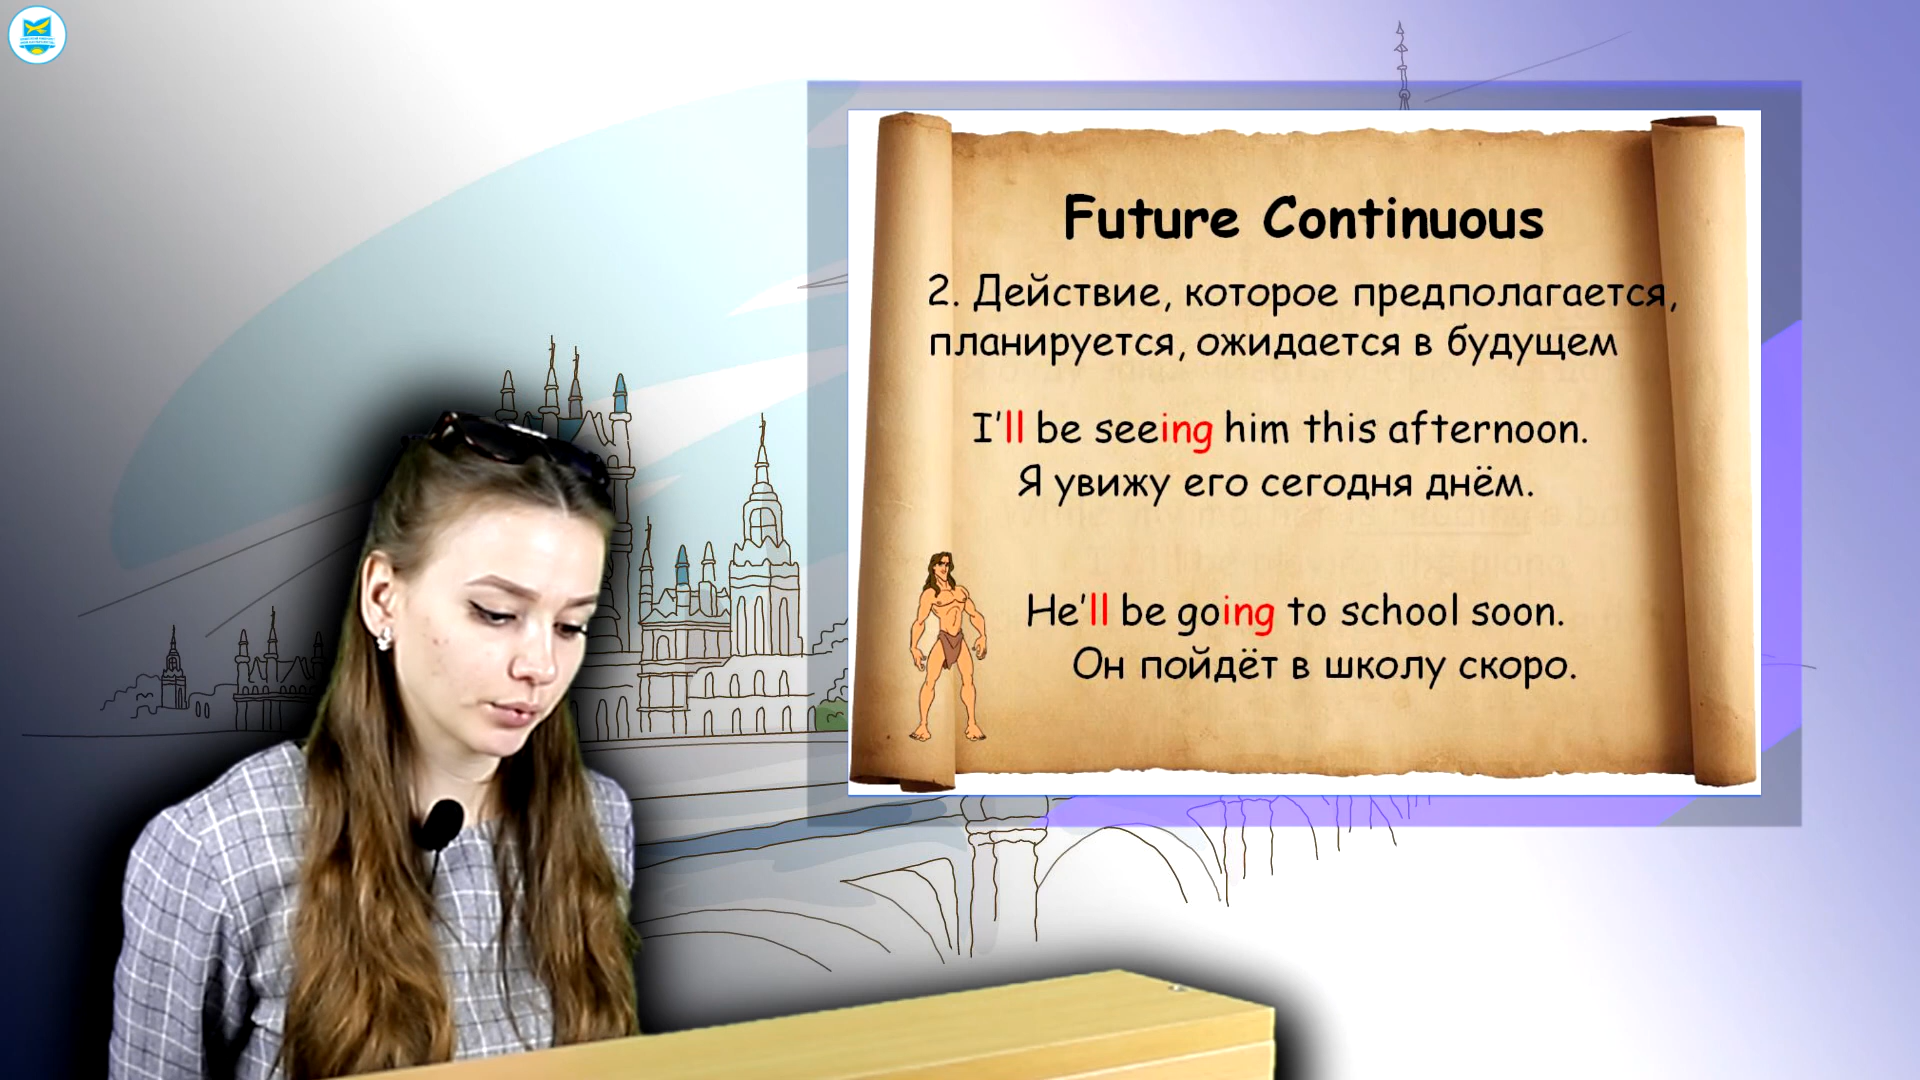 Future Continuous
2. Действие, которое предполагается,
планируется, ожидается в будущем
I'll be seeing him this afternoon.
Я увижу его сегодня днём.
He'll be going to school soon.
Он пойдёт в школу скоро.